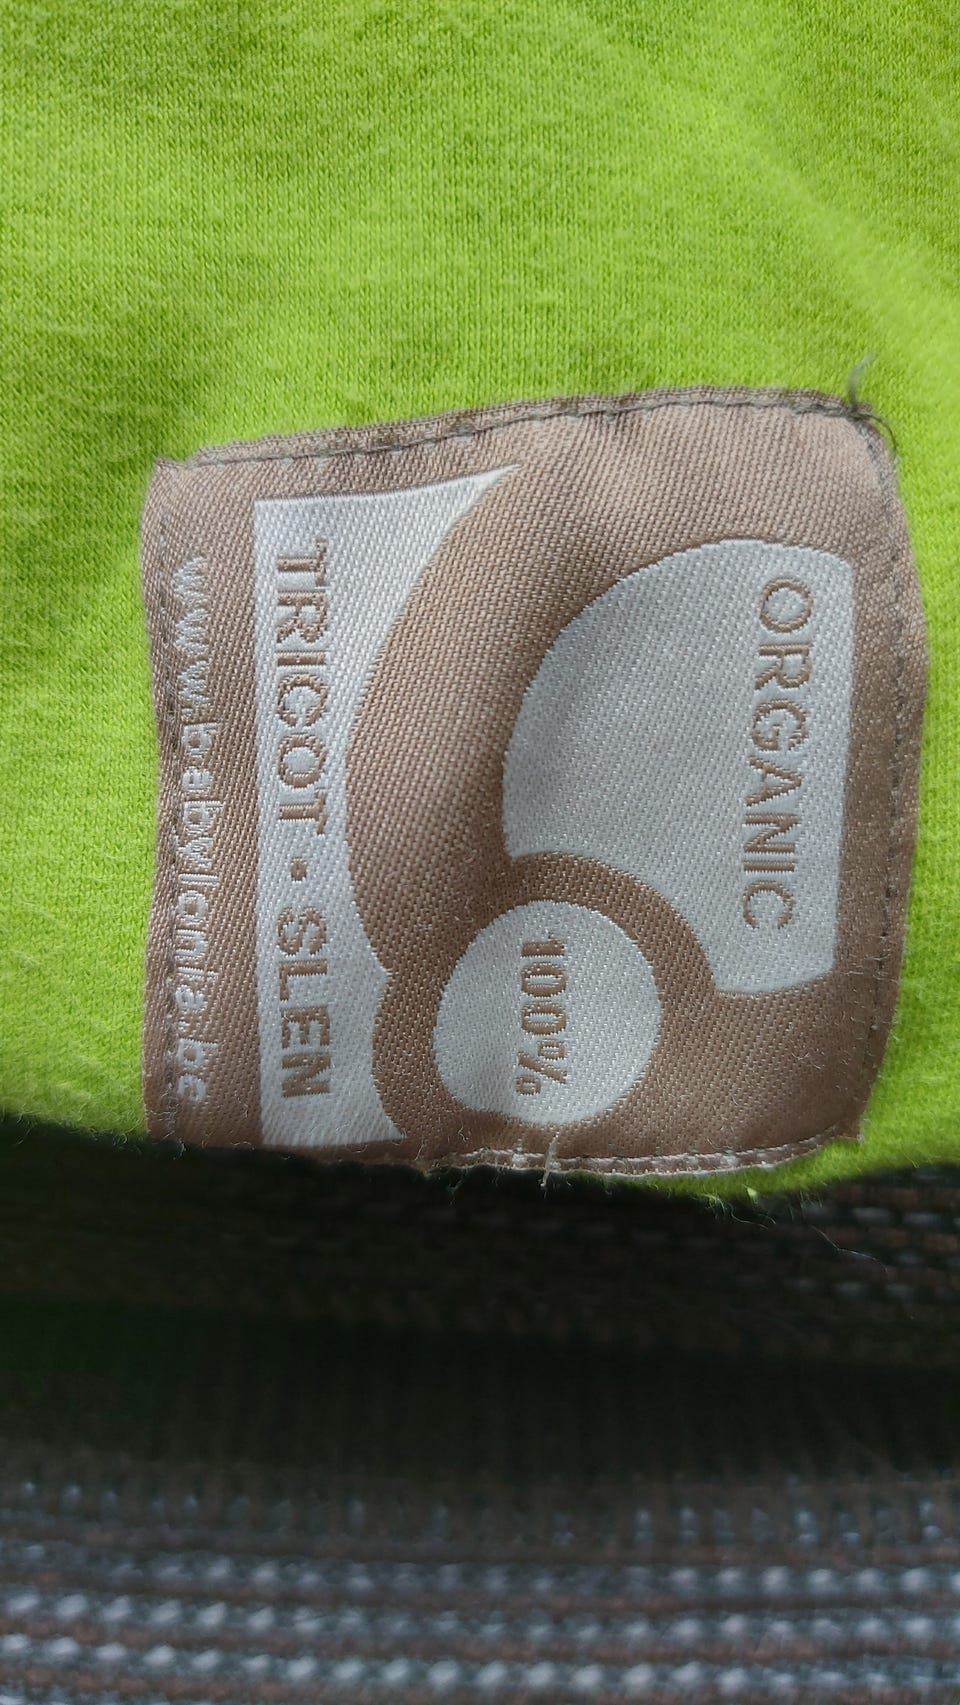 ORGANIC
100%
TRICOT • SLEN
www.babylonia.be